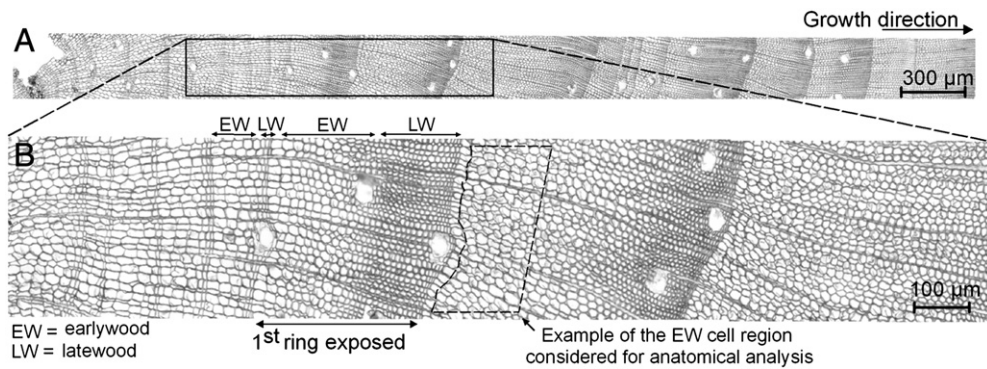 Growth direction
A
300 µm
EW LW EW LW
B
100 µm
EW = earlywood
LW = latewood
1st ring exposed
Example of the EW cell region
considered for anatomical analysis